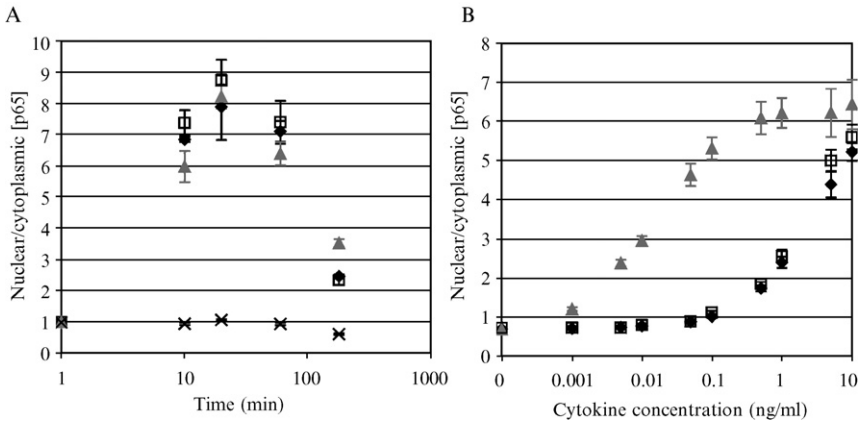 A
Nuclear/cytoplasmic [p65]
10
9
8
7
6
5
4
3
2
1
0
1 10 100 1000
Time (min)
B
Nuclear/cytoplasmic [p65]
8
7
6
5
4
3
2
1
0
0 0.001 0.01 0.1 1 10
Cytokine concentration (ng/ml)